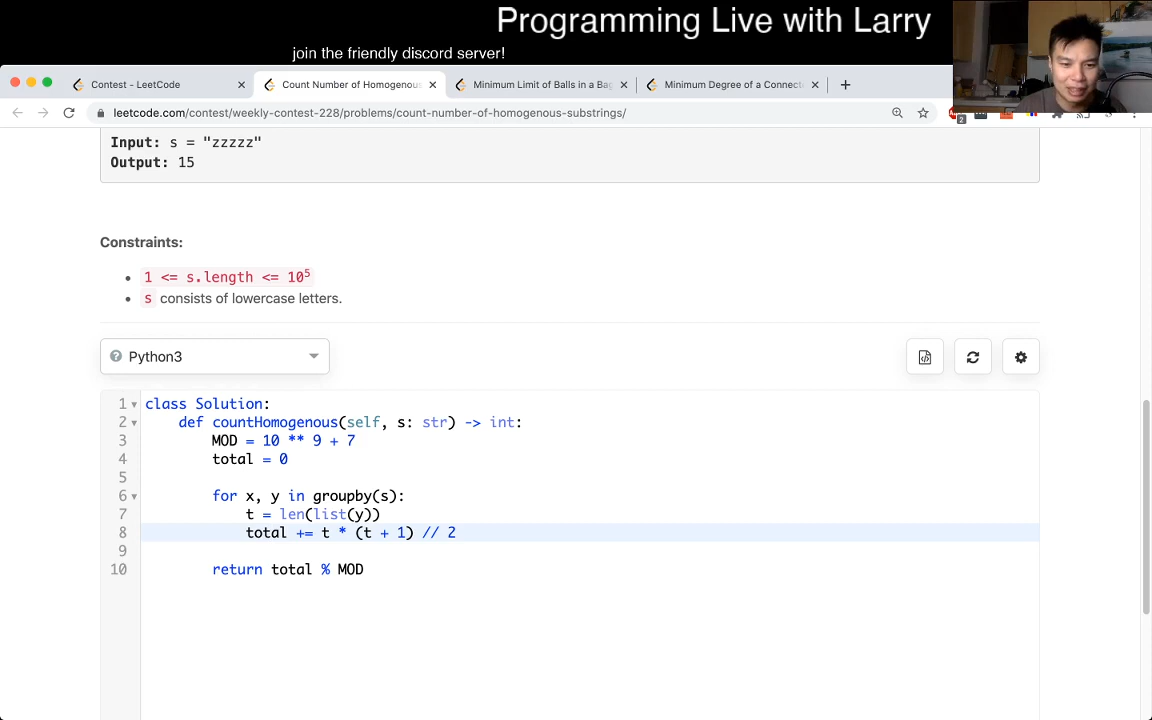 Programming Live with Larry
join the friendly discord server!
Contest - LeetCode
Count Number of Homogenous
Minimum Limit of Balls in a Bag
Minimum Degree of a Connecte
leetcode.com/contest/weekly-contest-228/problems/count-number-of-homogenous-substrings/
2
Input: s = "zzzzz"
Output: 15
Constraints:
1 <= s.length <= 10^5
s consists of lowercase letters.
Python3
1 class Solution:
2 def countHomogenous(self, s: str) -> int:
3 MOD = 10 ** 9 + 7
4 total = 0
5
6 for x, y in groupby(s):
7 t = len(list(y))
8 total += t * (t + 1) // 2
9
10 return total % MOD